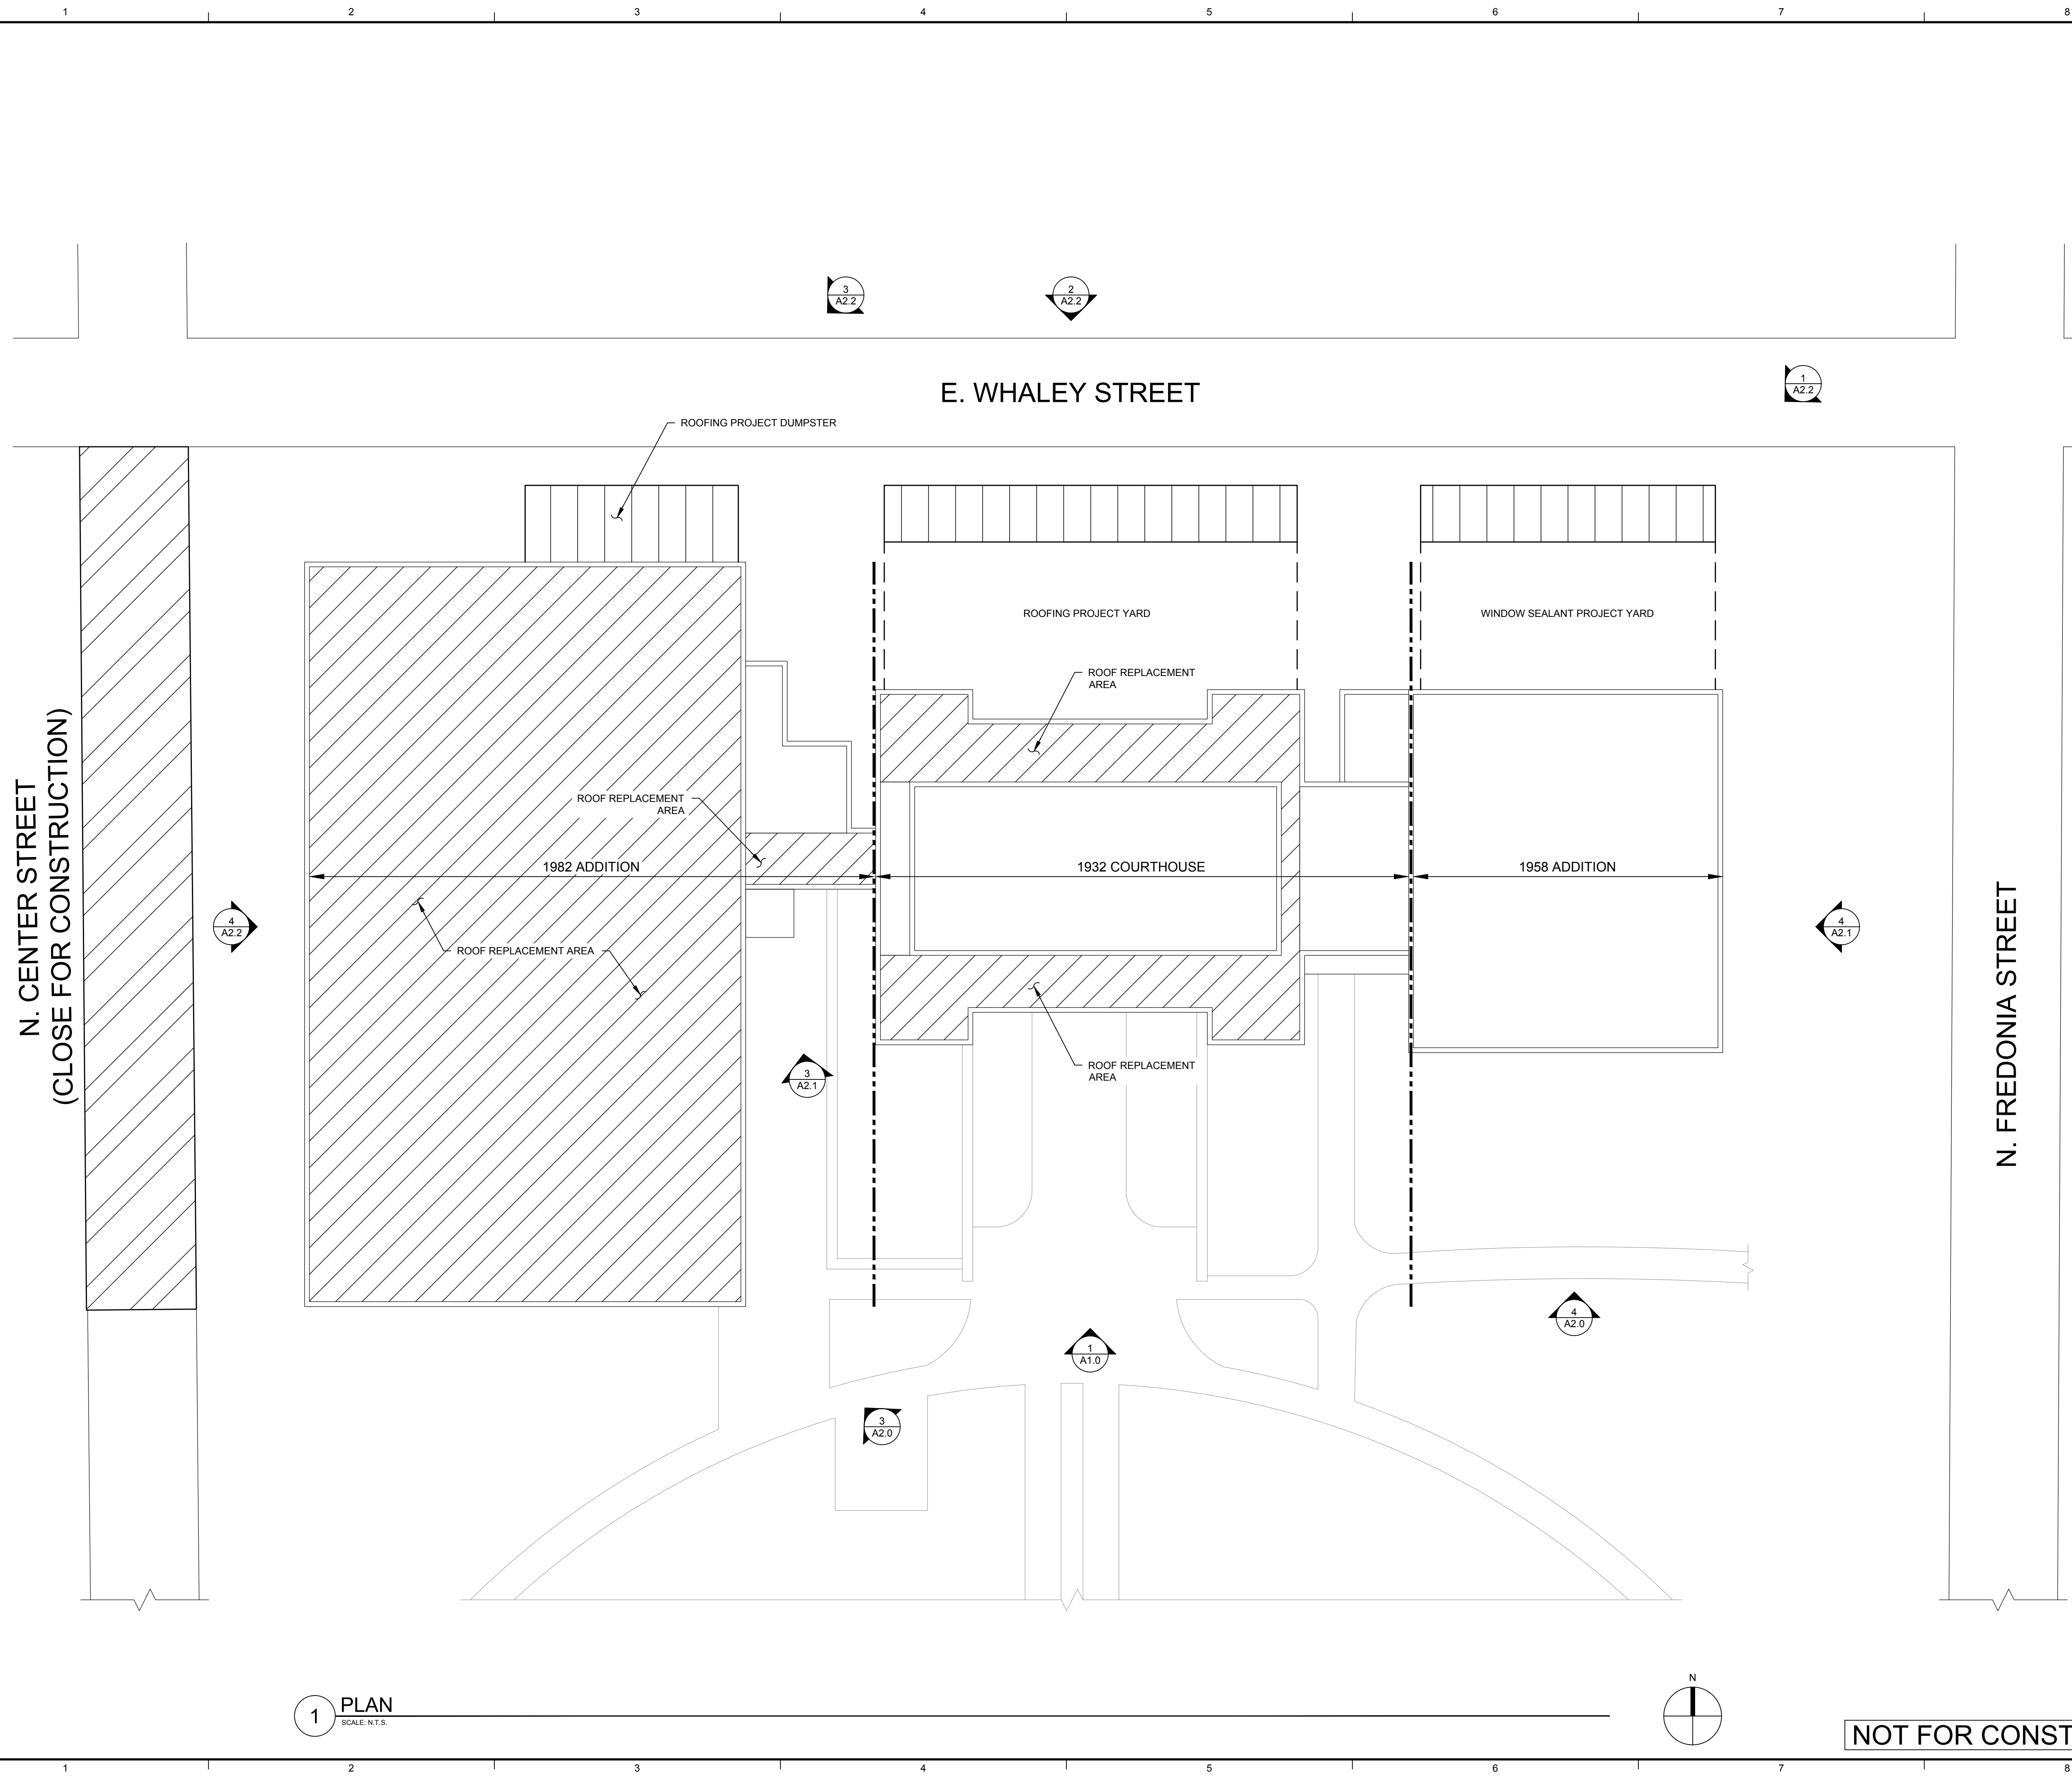 1 2 3 4 5 6 7 8
3
A2.2
2
A2.2
1
A2.2
E. WHALEY STREET
ROOFING PROJECT DUMPSTER
ROOFING PROJECT YARD
WINDOW SEALANT PROJECT YARD
ROOF REPLACEMENT
AREA
N. CENTER STREET
(CLOSE FOR CONSTRUCTION)
ROOF REPLACEMENT
AREA
1982 ADDITION
1932 COURTHOUSE
1958 ADDITION
4
A2.2
4
A2.1
ROOF REPLACEMENT AREA
N. FREDONIA STREET
3
A2.1
ROOF REPLACEMENT
AREA
4
A2.0
1
A1.0
3
A2.0
N
1
PLAN
SCALE: N.T.S.
NOT FOR CONST
1 2 3 4 5 6 7 8